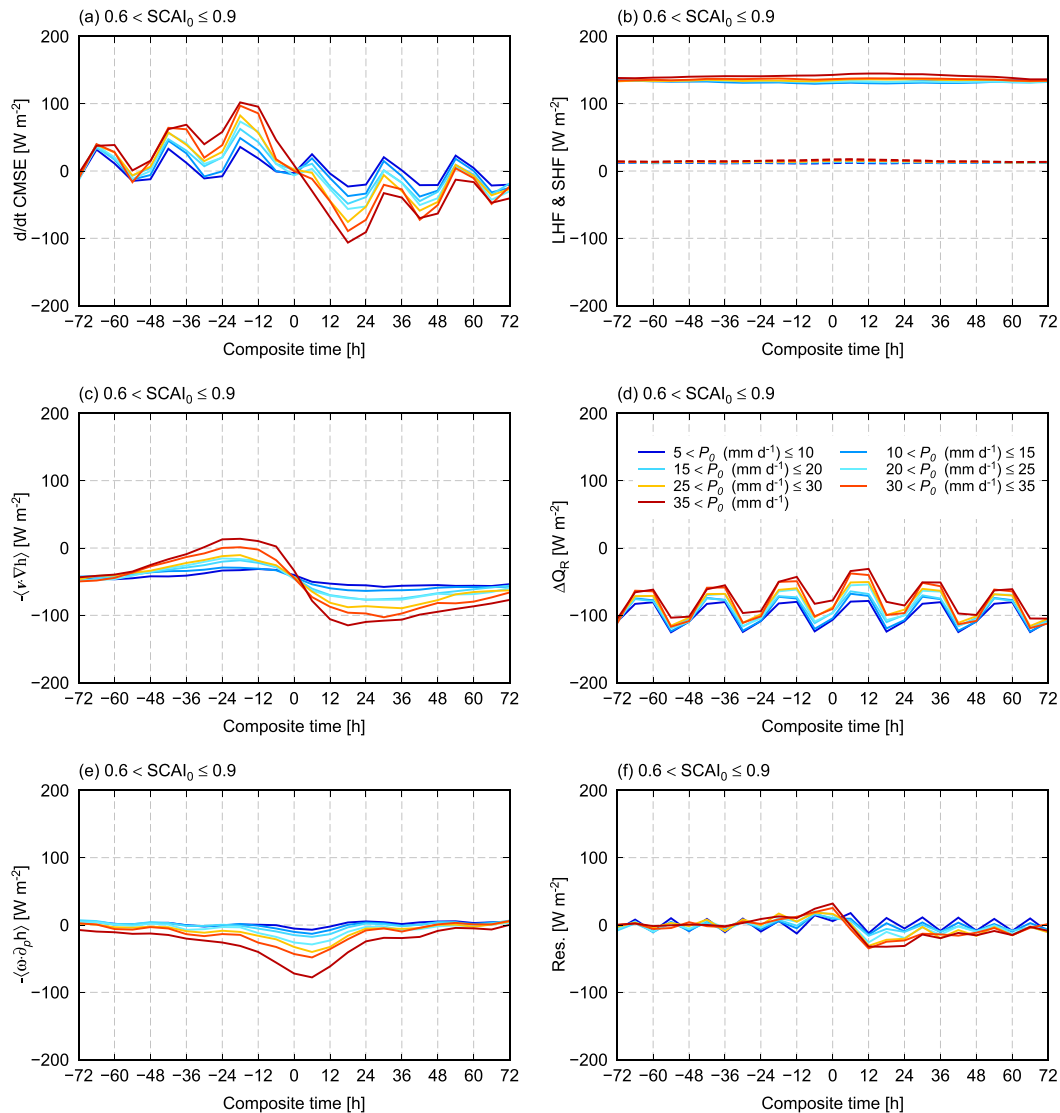 (a) 0.6 < SCAI₀ ≤ 0.9
200
100
0
−100
−200
d/dt CMSE [W m⁻²]
−72 −60 −48 −36 −24 −12 0 12 24 36 48 60 72
Composite time [h]
(b) 0.6 < SCAI₀ ≤ 0.9
200
100
0
−100
−200
LHF & SHF [W m⁻²]
−72 −60 −48 −36 −24 −12 0 12 24 36 48 60 72
Composite time [h]
(c) 0.6 < SCAI₀ ≤ 0.9
200
100
0
−100
−200
-⟨v·∇h⟩ [W m⁻²]
−72 −60 −48 −36 −24 −12 0 12 24 36 48 60 72
Composite time [h]
(d) 0.6 < SCAI₀ ≤ 0.9
200
100
0
−100
−200
ΔQ_R [W m⁻²]
5 < P₀ (mm d⁻¹) ≤ 10
10 < P₀ (mm d⁻¹) ≤ 15
15 < P₀ (mm d⁻¹) ≤ 20
20 < P₀ (mm d⁻¹) ≤ 25
25 < P₀ (mm d⁻¹) ≤ 30
30 < P₀ (mm d⁻¹) ≤ 35
35 < P₀ (mm d⁻¹)
−72 −60 −48 −36 −24 −12 0 12 24 36 48 60 72
Composite time [h]
(e) 0.6 < SCAI₀ ≤ 0.9
200
100
0
−100
−200
-⟨ω·∂ₚh⟩ [W m⁻²]
−72 −60 −48 −36 −24 −12 0 12 24 36 48 60 72
Composite time [h]
(f) 0.6 < SCAI₀ ≤ 0.9
200
100
0
−100
−200
Res. [W m⁻²]
−72 −60 −48 −36 −24 −12 0 12 24 36 48 60 72
Composite time [h]